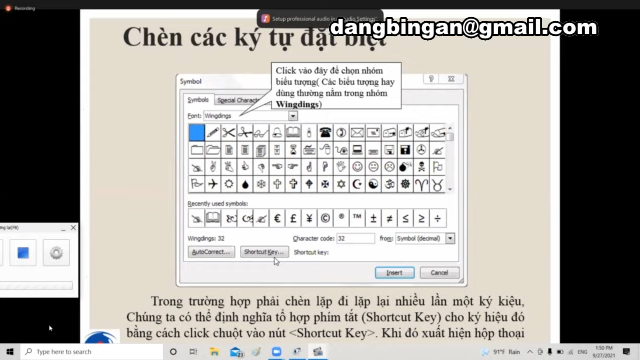 Recording
Setup professional audio in Audio Settings
dangbingan@gmail.com
Chèn các ký tự đặt biệt
Symbol
Click vào đây để chọn nhóm
biểu tượng( Các biểu tượng hay
dùng thường nằm trong nhóm
Wingdings)
Symbols
Special Charac
Font: Wingdings
Recently used symbols:
€ £ ¥ © ® ™ ± ≠ ≤ ≥ ÷
Wingdings: 32
Character code: 32
from: Symbol (decimal)
AutoCorrect...
Shortcut Key...
Shortcut key:
Insert
Cancel
Trong trường hợp phải chèn lặp đi lặp lại nhiều lần một ký kiệu,
Chúng ta có thể định nghĩa tổ hợp phím tắt (Shortcut Key) cho ký hiệu đó
bằng cách click chuột vào nút <Shortcut Key>. Khi đó xuất hiện hộp thoại
Type here to search
91°F Rain
1:50 PM
9/27/2021